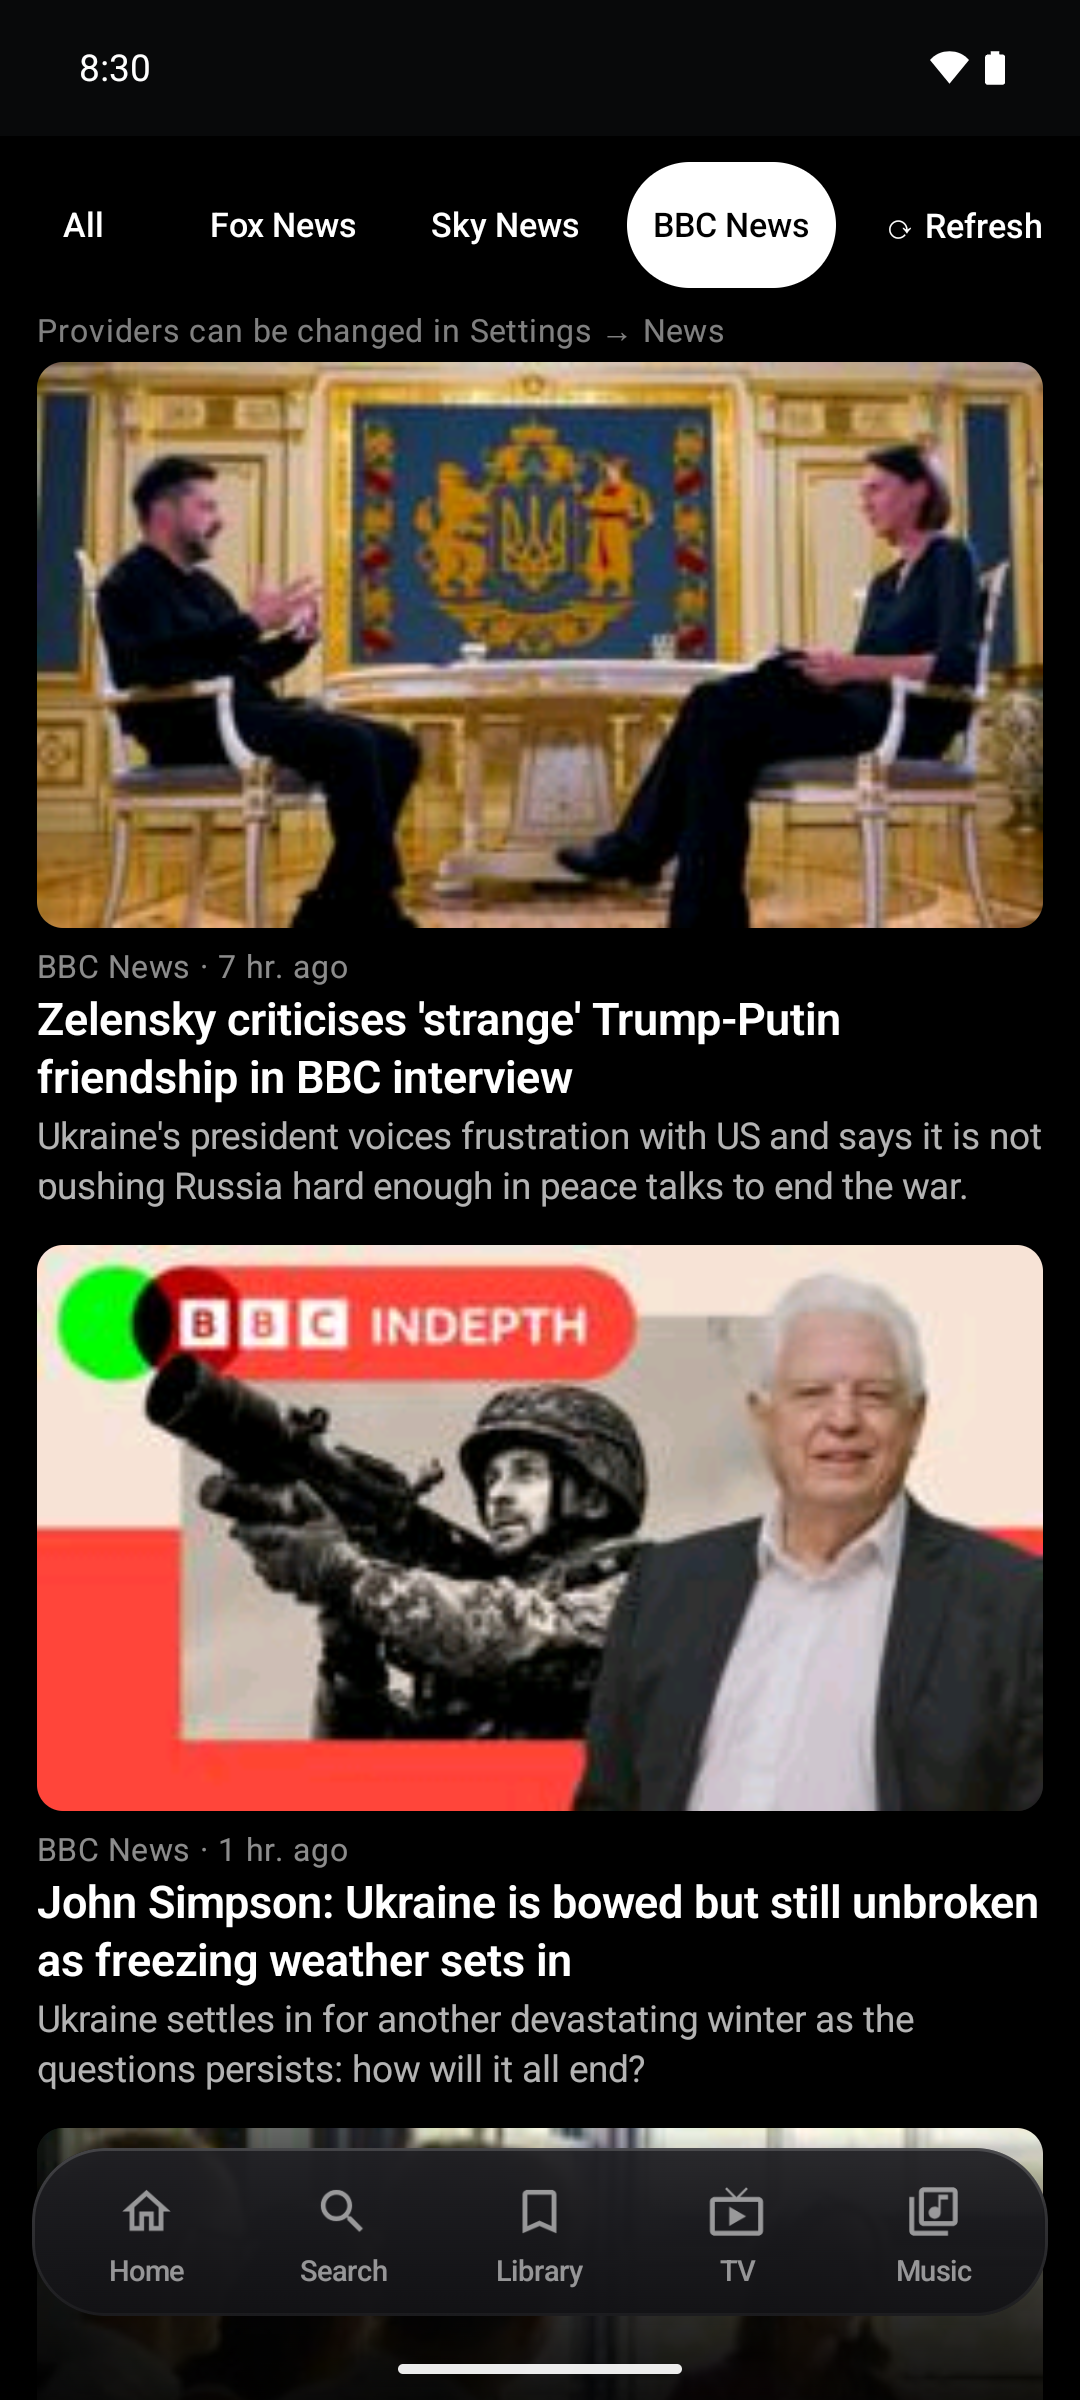 8:30
All
Fox News
Sky News
BBC News
Refresh
Providers can be changed in Settings → News
BBC News · 7 hr. ago
Zelensky criticises 'strange' Trump-Putin
friendship in BBC interview
Ukraine's president voices frustration with US and says it is not
pushing Russia hard enough in peace talks to end the war.
BBC INDEPTH
BBC News · 1 hr. ago
John Simpson: Ukraine is bowed but still unbroken
as freezing weather sets in
Ukraine settles in for another devastating winter as the
questions persists: how will it all end?
Home
Search
Library
TV
Music